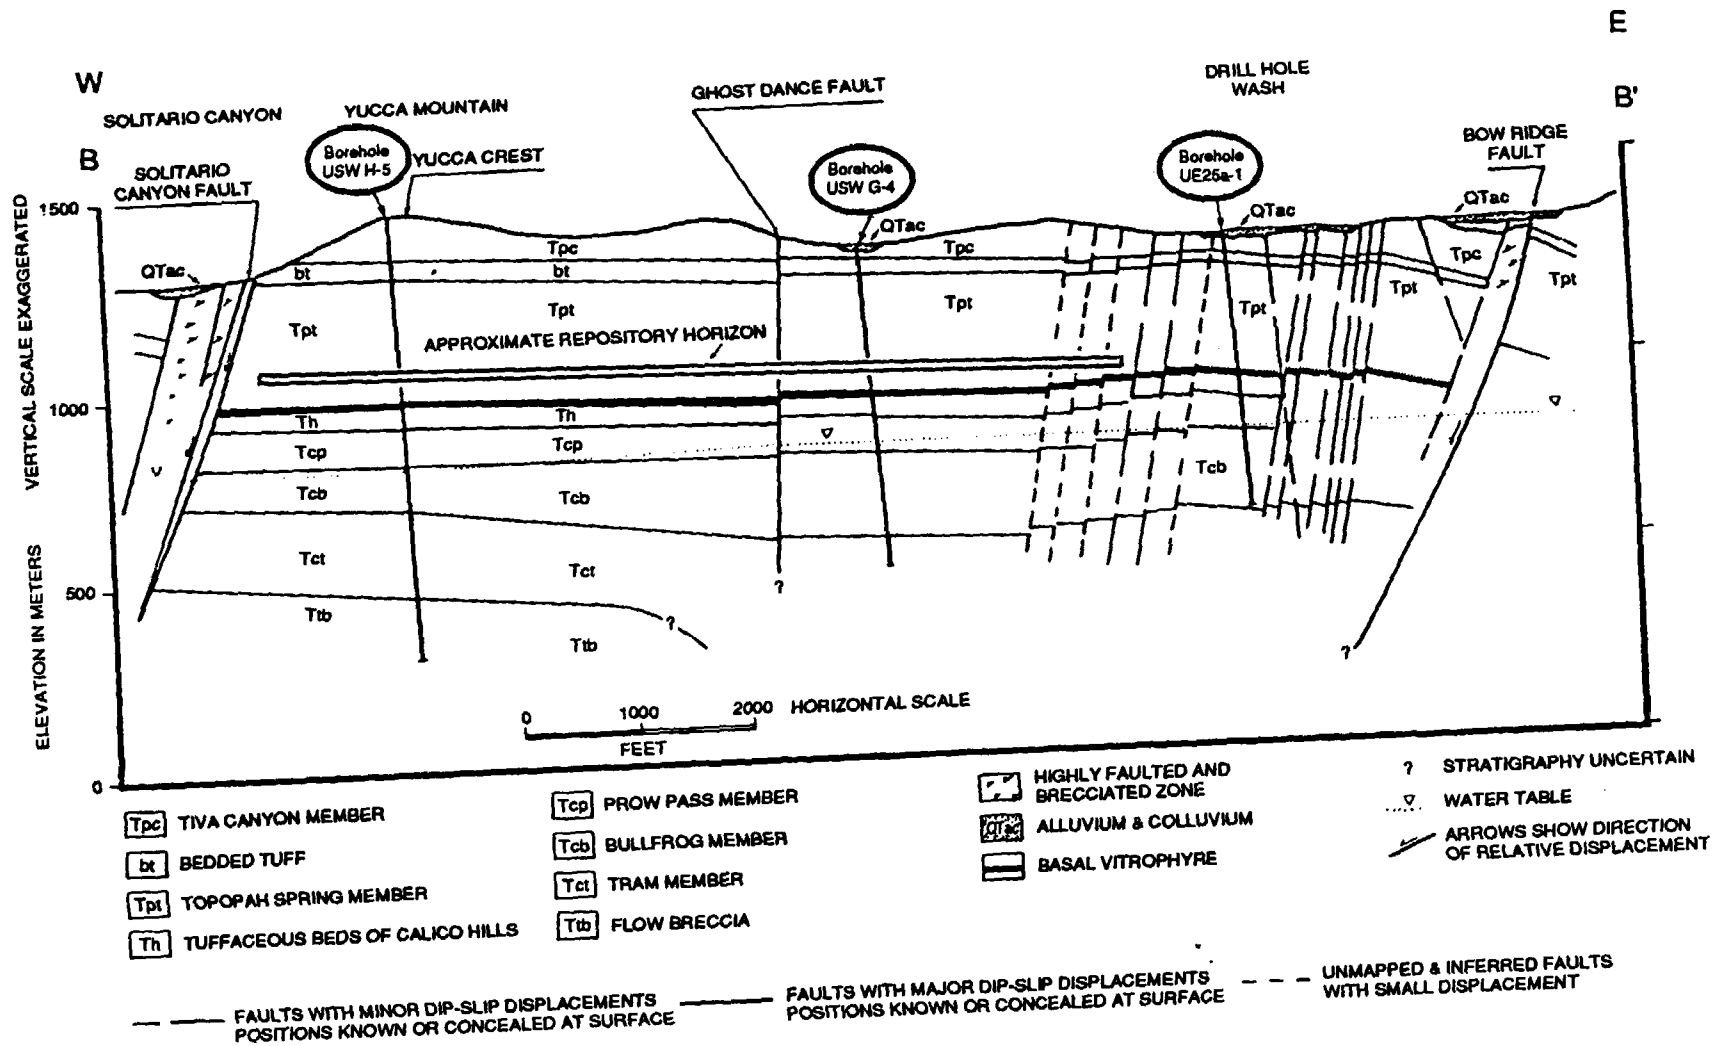 E
W
DRILL HOLE
WASH
GHOST DANCE FAULT
B'
SOLITARIO CANYON
YUCCA MOUNTAIN
BOW RIDGE
FAULT
B
Borehole
USW H-5
YUCCA CREST
Borehole
USW G-4
Borehole
UE25a-1
SOLITARIO
CANYON FAULT
1500
QTac
QTac
QTac
QTac
Tpc
Tpc
Tpc
bt
bt
Tpt
Tpt
Tpt
Tpt
Tpt
Tpt
APPROXIMATE REPOSITORY HORIZON
1000
Th
Th
Tcp
Tcp
Tcb
Tcb
Tcb
Tct
Tct
?
500
Ttb
?
Ttb
?
VERTICAL SCALE EXAGGERATED
ELEVATION IN METERS
0 1000 2000 HORIZONTAL SCALE
FEET
0
Tpc TIVA CANYON MEMBER
bt BEDDED TUFF
Tpt TOPOPAH SPRING MEMBER
Th TUFFACEOUS BEDS OF CALICO HILLS
Tcp PROW PASS MEMBER
Tcb BULLFROG MEMBER
Tct TRAM MEMBER
Ttb FLOW BRECCIA
HIGHLY FAULTED AND
BRECCIATED ZONE
QTac ALLUVIUM & COLLUVIUM
BASAL VITROPHYRE
? STRATIGRAPHY UNCERTAIN
WATER TABLE
ARROWS SHOW DIRECTION
OF RELATIVE DISPLACEMENT
FAULTS WITH MINOR DIP-SLIP DISPLACEMENTS
POSITIONS KNOWN OR CONCEALED AT SURFACE
FAULTS WITH MAJOR DIP-SLIP DISPLACEMENTS
POSITIONS KNOWN OR CONCEALED AT SURFACE
UNMAPPED & INFERRED FAULTS
WITH SMALL DISPLACEMENT